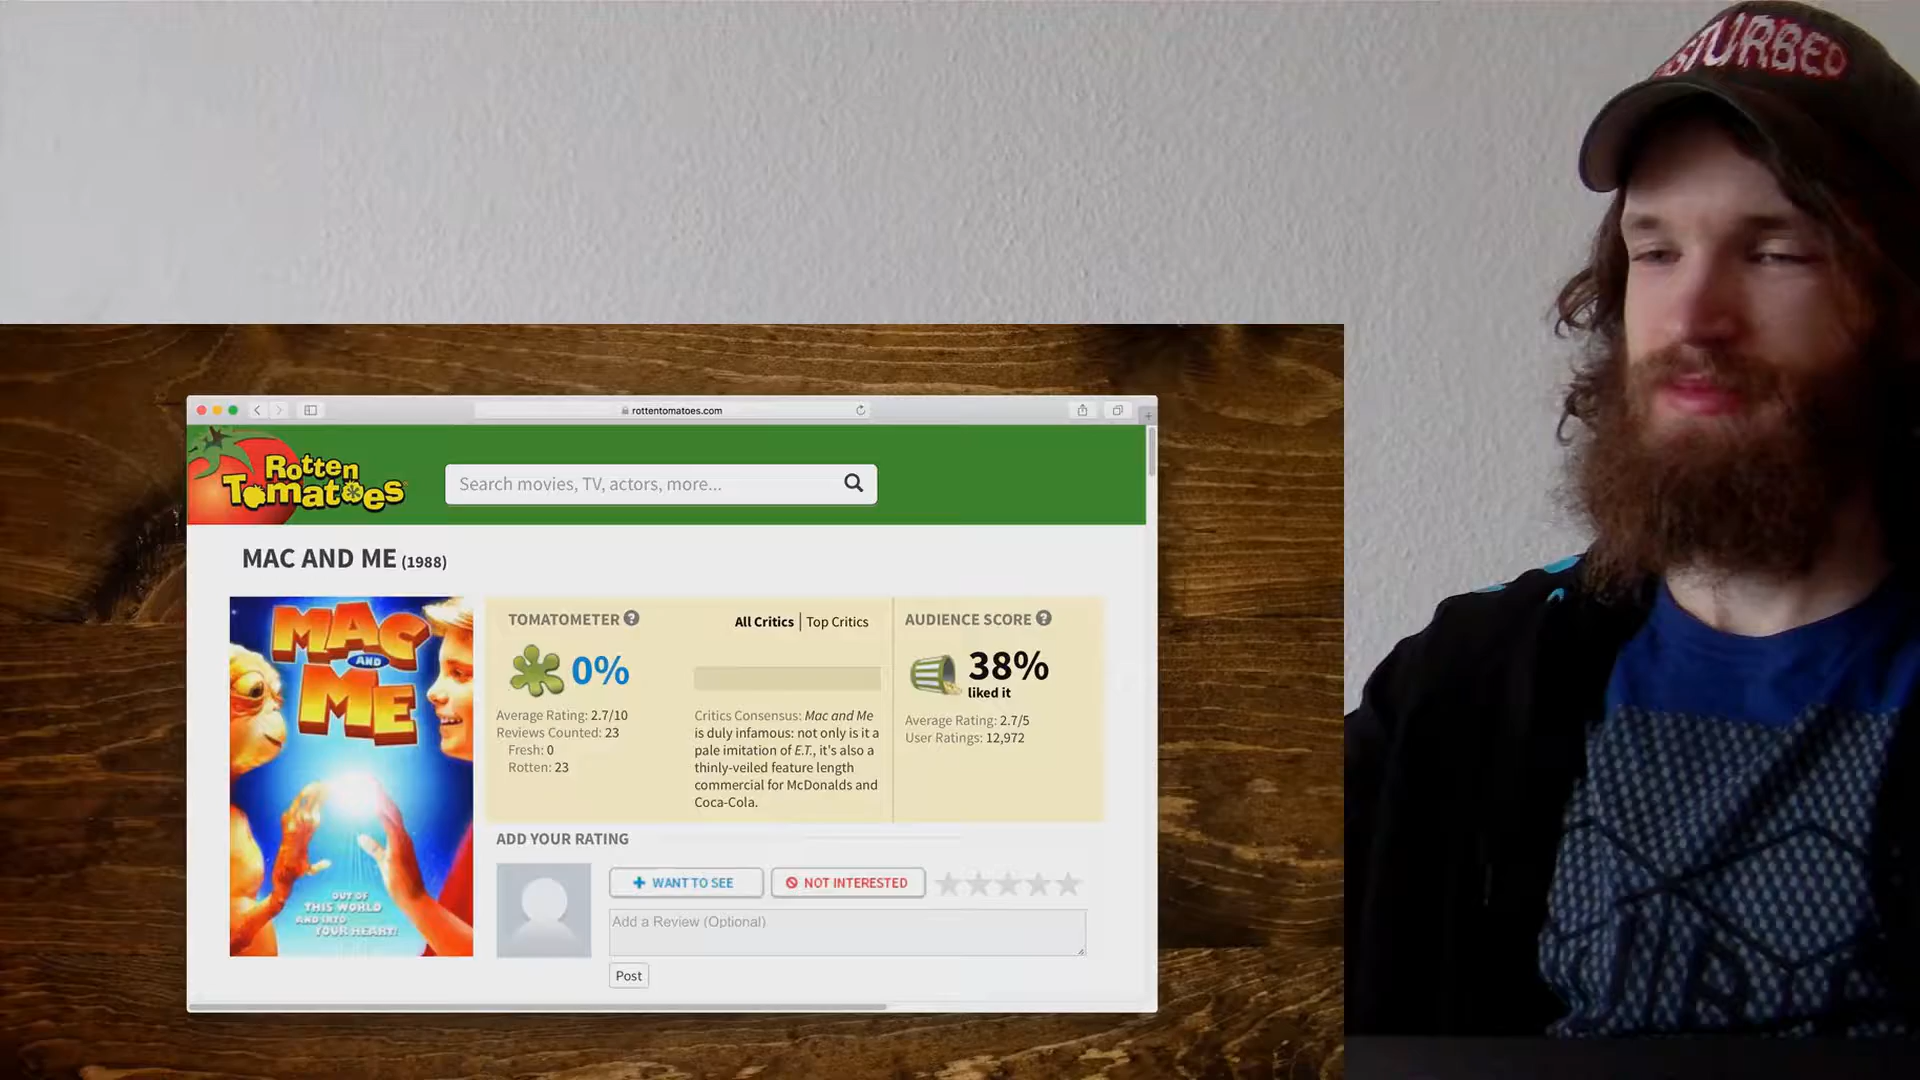 STURBED
rottentomatoes.com
Rotten
Tomatoes
Search movies, TV, actors, more...
MAC AND ME (1988)
MAC
AND
ME
OUT OF
THIS WORLD
AND INTO
YOUR HEART!
TOMATOMETER ?
All Critics | Top Critics
0%
Average Rating: 2.7/10
Reviews Counted: 23
Fresh: 0
Rotten: 23
Critics Consensus: Mac and Me
is duly infamous: not only is it a
pale imitation of E.T., it's also a
thinly-veiled feature length
commercial for McDonalds and
Coca-Cola.
AUDIENCE SCORE ?
38%
liked it
Average Rating: 2.7/5
User Ratings: 12,972
ADD YOUR RATING
+ WANT TO SEE
NOT INTERESTED
Add a Review (Optional)
Post